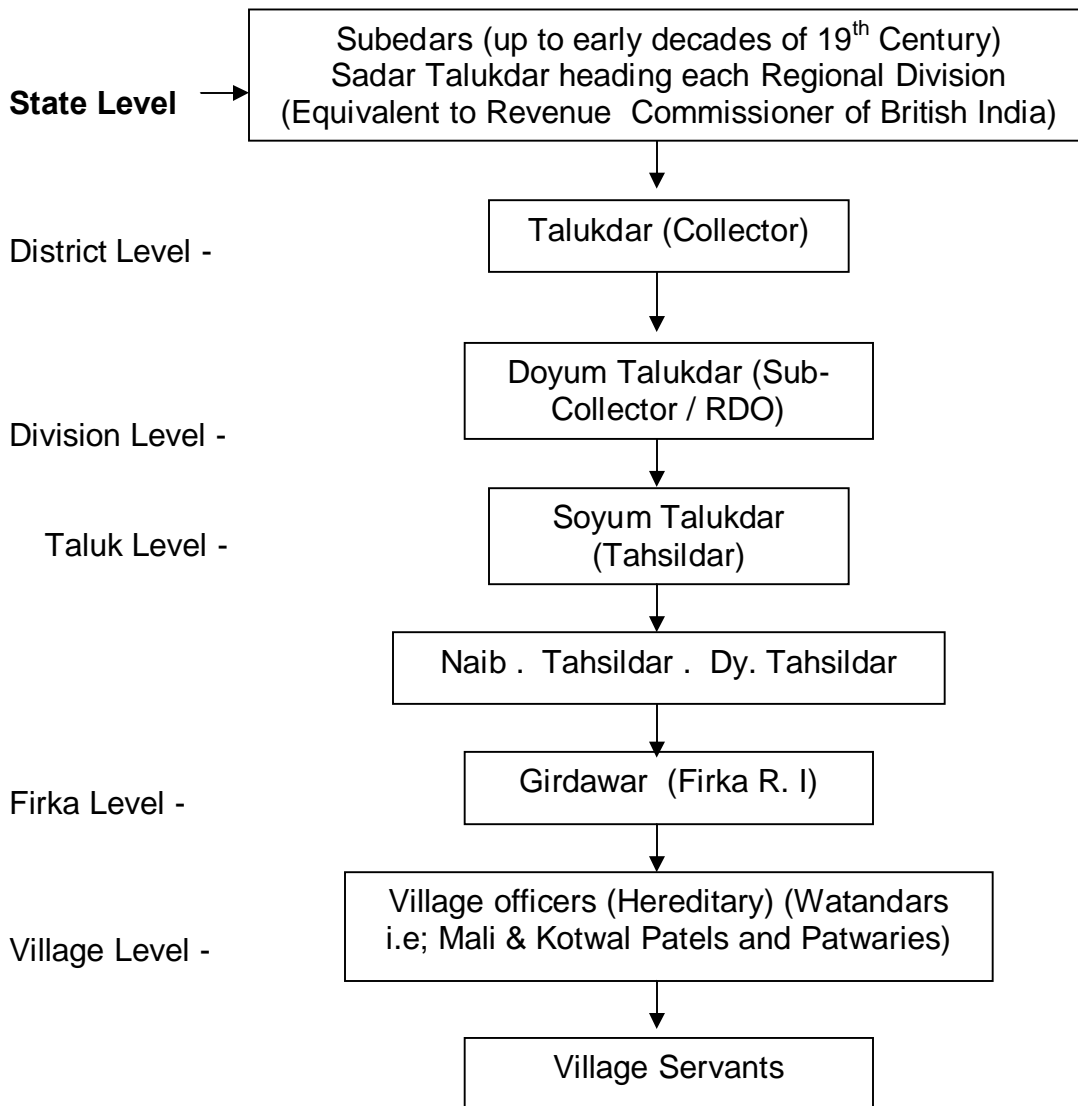 Subedars (up to early decades of 19th Century)
Sadar Talukdar heading each Regional Division
(Equivalent to Revenue Commissioner of British India)
State Level
Talukdar (Collector)
District Level -
Doyum Talukdar (Sub-
Collector / RDO)
Division Level -
Soyum Talukdar
(Tahsildar)
Taluk Level -
Naib . Tahsildar . Dy. Tahsildar
Girdawar (Firka R. I)
Firka Level -
Village officers (Hereditary) (Watandars
i.e; Mali & Kotwal Patels and Patwaries)
Village Level -
Village Servants